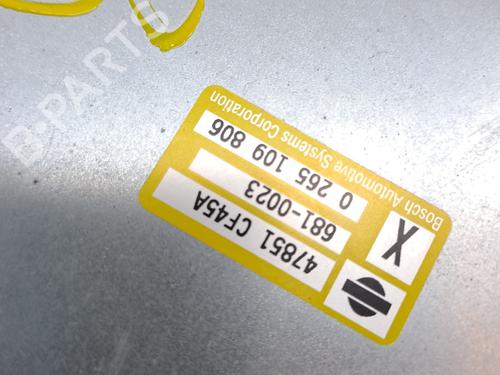 47851 CF45A
681-0023
0 265 109 806
X
Bosch Automotive Systems Corporation
B-PARTS